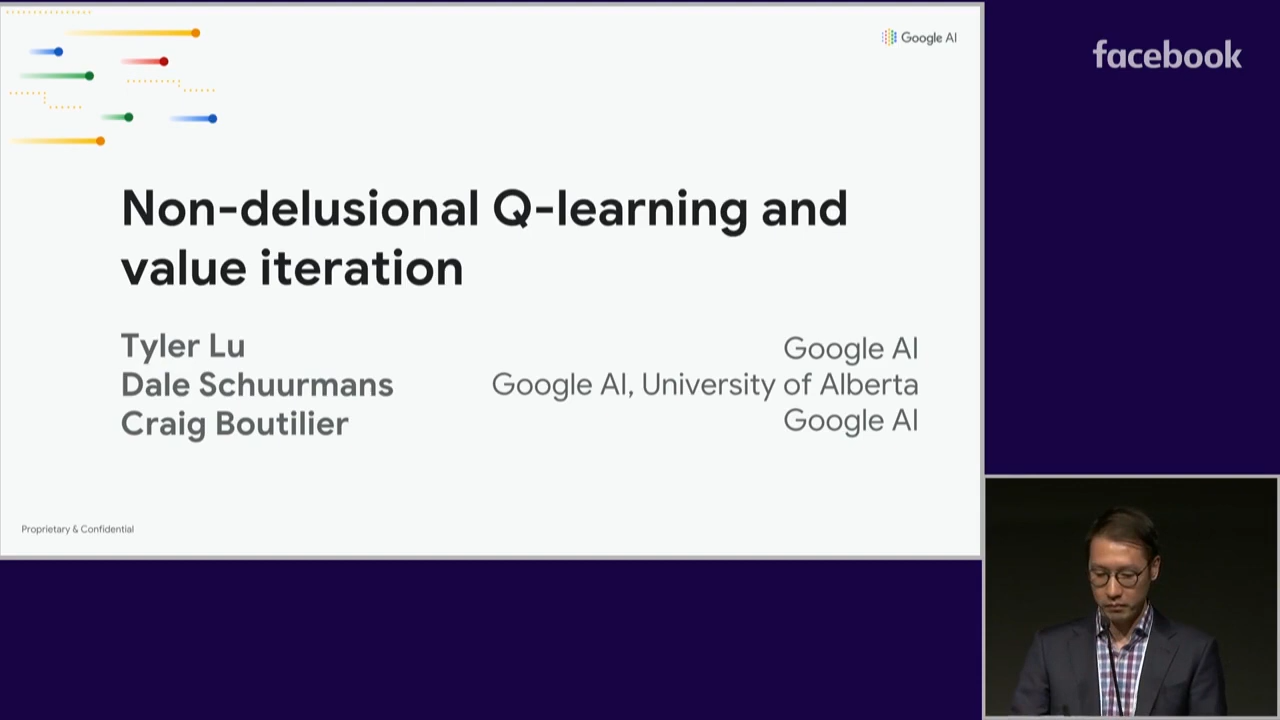 Google AI
facebook
Non-delusional Q-learning and
value iteration
Tyler Lu Google AI
Dale Schuurmans Google AI, University of Alberta
Craig Boutilier Google AI
Proprietary & Confidential